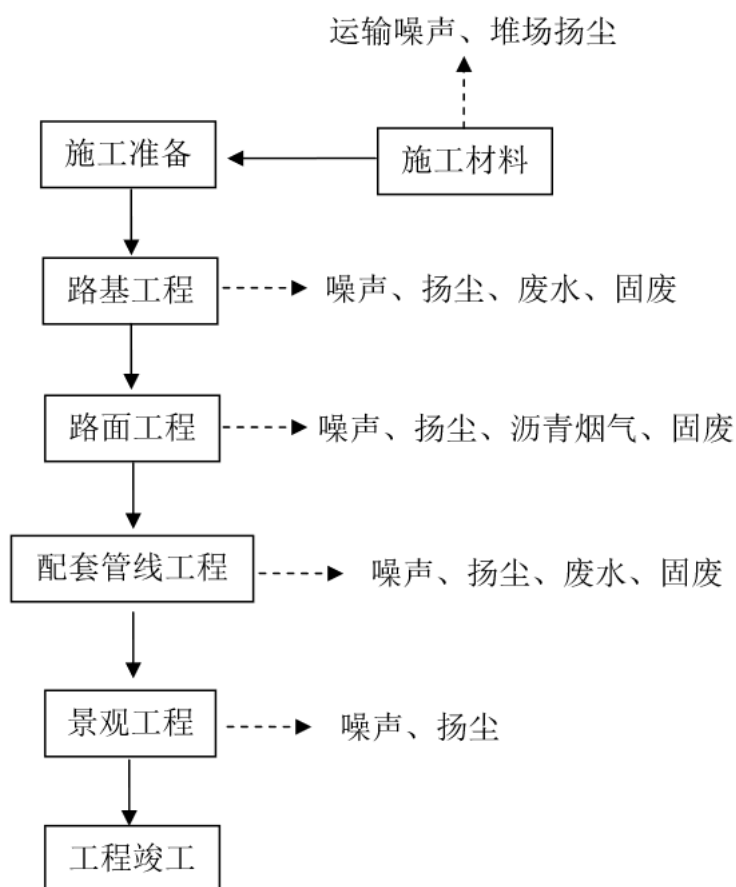 运输噪声、堆场扬尘
施工准备
施工材料
路基工程
噪声、扬尘、废水、固废
路面工程
噪声、扬尘、沥青烟气、固废
配套管线工程
噪声、扬尘、废水、固废
景观工程
噪声、扬尘
工程竣工